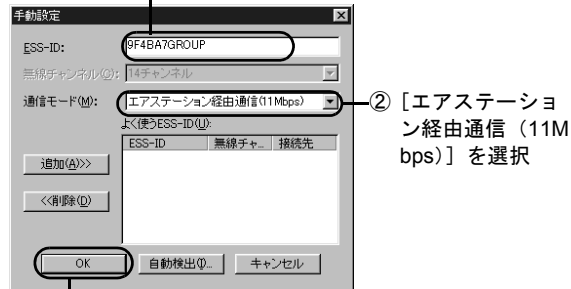 手動設定
ESS-ID: 9F4BA7GROUP
無線チャンネル(G): 14チャンネル
通信モード(M): エアステーション経由通信(11Mbps)
よく使うESS-ID(U):
ESS-ID 無線チャ... 接続先
追加(A)>>
<<削除(D)
OK 自動検出(I)... キャンセル
② [エアステーショ
ン経由通信（11M
bps)] を選択